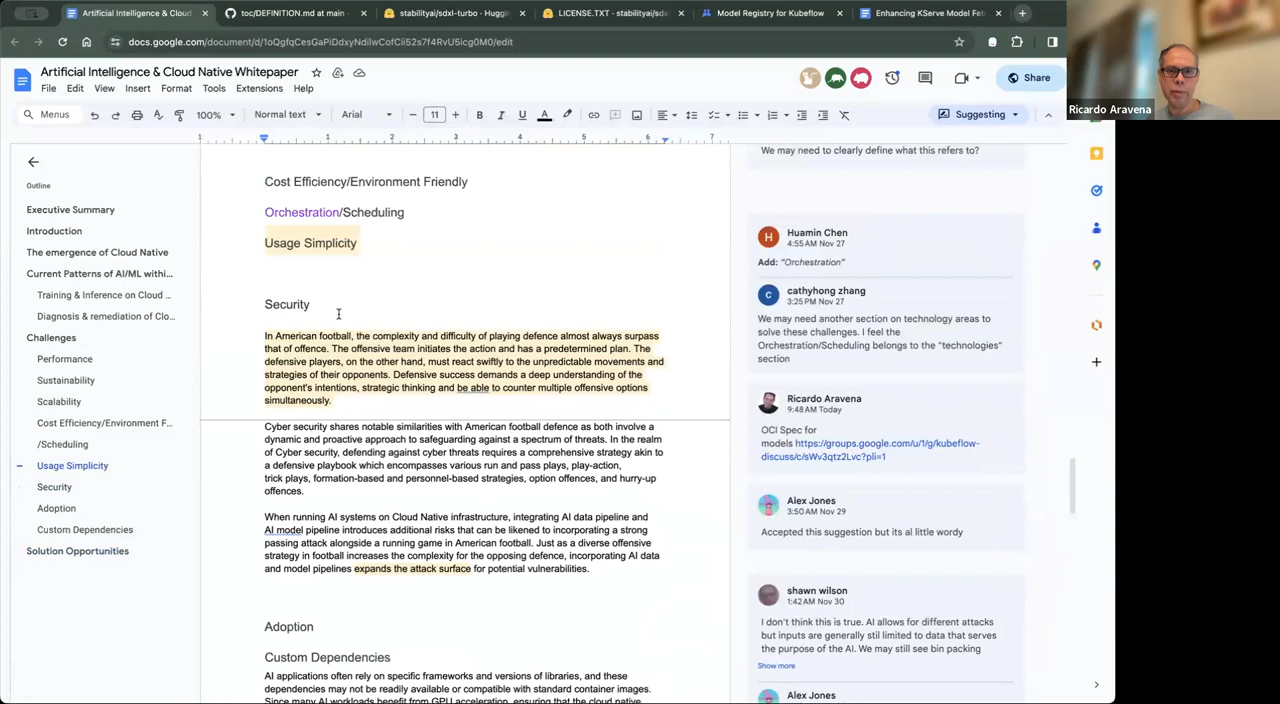 Artificial Intelligence & Cloud
toc/DEFINITION.md at main
stabilityai/sdxl-turbo · Hugg
LICENSE.TXT · stabilityai/sdx
Model Registry for Kubeflow
Enhancing KServe Model Fet
docs.google.com/document/d/1oQgfqCesGaPiDdxyNdilwCofCii52s7f4RvU5icg0M0/edit
Artificial Intelligence & Cloud Native Whitepaper
File Edit View Insert Format Tools Extensions Help
Share
Ricardo Aravena
Menus 100% Normal text Arial 11 B I U A Suggesting
1 1 2 3 4 5 6 7
Outline
Executive Summary
Introduction
The emergence of Cloud Native
Current Patterns of AI/ML withi...
Training & Inference on Cloud ...
Diagnosis & remediation of Clo...
Challenges
Performance
Sustainability
Scalability
Cost Efficiency/Environment F...
/Scheduling
Usage Simplicity
Security
Adoption
Custom Dependencies
Solution Opportunities
Cost Efficiency/Environment Friendly
Orchestration/Scheduling
Usage Simplicity
Security
In American football, the complexity and difficulty of playing defence almost always surpass
that of offence. The offensive team initiates the action and has a predetermined plan. The
defensive players, on the other hand, must react swiftly to the unpredictable movements and
strategies of their opponents. Defensive success demands a deep understanding of the
opponent's intentions, strategic thinking and be able to counter multiple offensive options
simultaneously.
Cyber security shares notable similarities with American football defence as both involve a
dynamic and proactive approach to safeguarding against a spectrum of threats. In the realm
of Cyber security, defending against cyber threats requires a comprehensive strategy akin to
a defensive playbook which encompasses various run and pass plays, play-action,
trick plays, formation-based and personnel-based strategies, option offences, and hurry-up
offences.
When running AI systems on Cloud Native infrastructure, integrating AI data pipeline and
AI model pipeline introduces additional risks that can be likened to incorporating a strong
passing attack alongside a running game in American football. Just as a diverse offensive
strategy in football increases the complexity for the opposing defence, incorporating AI data
and model pipelines expands the attack surface for potential vulnerabilities.
Adoption
Custom Dependencies
AI applications often rely on specific frameworks and versions of libraries, and these
dependencies may not be readily available or compatible with standard container images.
Since many AI workloads benefit from GPU acceleration, ensuring that the cloud native
We may need to clearly define what this refers to?
H
Huamin Chen
4:55 AM Nov 27
Add: “Orchestration”
C
cathyhong zhang
3:25 PM Nov 27
We may need another section on technology areas to
solve these challenges. I feel the
Orchestration/Scheduling belongs to the "technologies"
section
Ricardo Aravena
9:48 AM Today
OCI Spec for
models https://groups.google.com/u/1/g/kubeflow-
discuss/c/sWv3qtz2Lvc?pli=1
Alex Jones
3:50 AM Nov 29
Accepted this suggestion but its al little wordy
shawn wilson
1:42 AM Nov 30
I don't think this is true. AI allows for different attacks
but inputs are generally stil limited to data that serves
the purpose of the AI. We may still see bin packing
Show more
Alex Jones